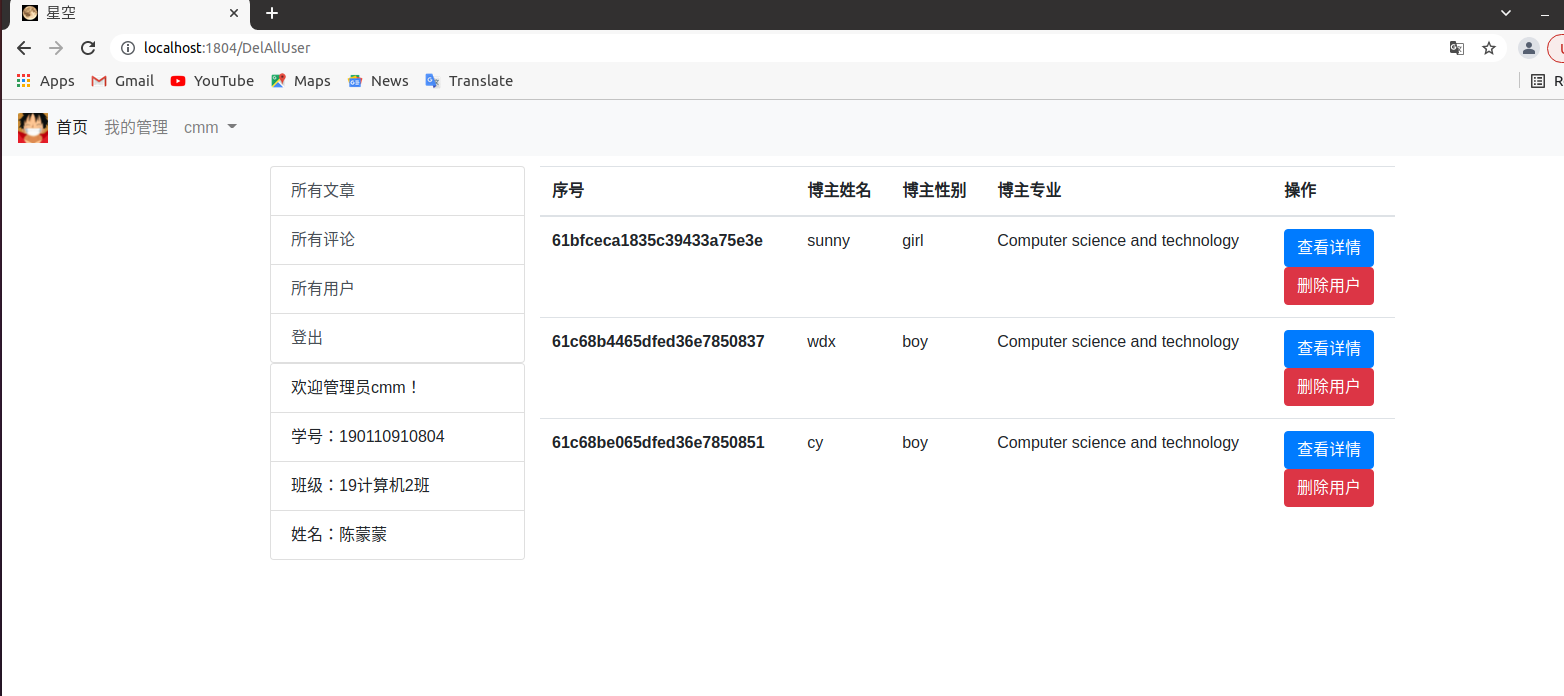 星空
localhost:1804/DelAllUser
Apps Gmail YouTube Maps News Translate
首页 我的管理 cmm
所有文章
所有评论
所有用户
登出
欢迎管理员cmm！
学号：190110910804
班级：19计算机2班
姓名：陈蒙蒙
序号 博主姓名 博主性别 博主专业 操作
61bfceca1835c39433a75e3e sunny girl Computer science and technology 查看详情
删除用户
61c68b4465dfed36e7850837 wdx boy Computer science and technology 查看详情
删除用户
61c68be065dfed36e7850851 cy boy Computer science and technology 查看详情
删除用户